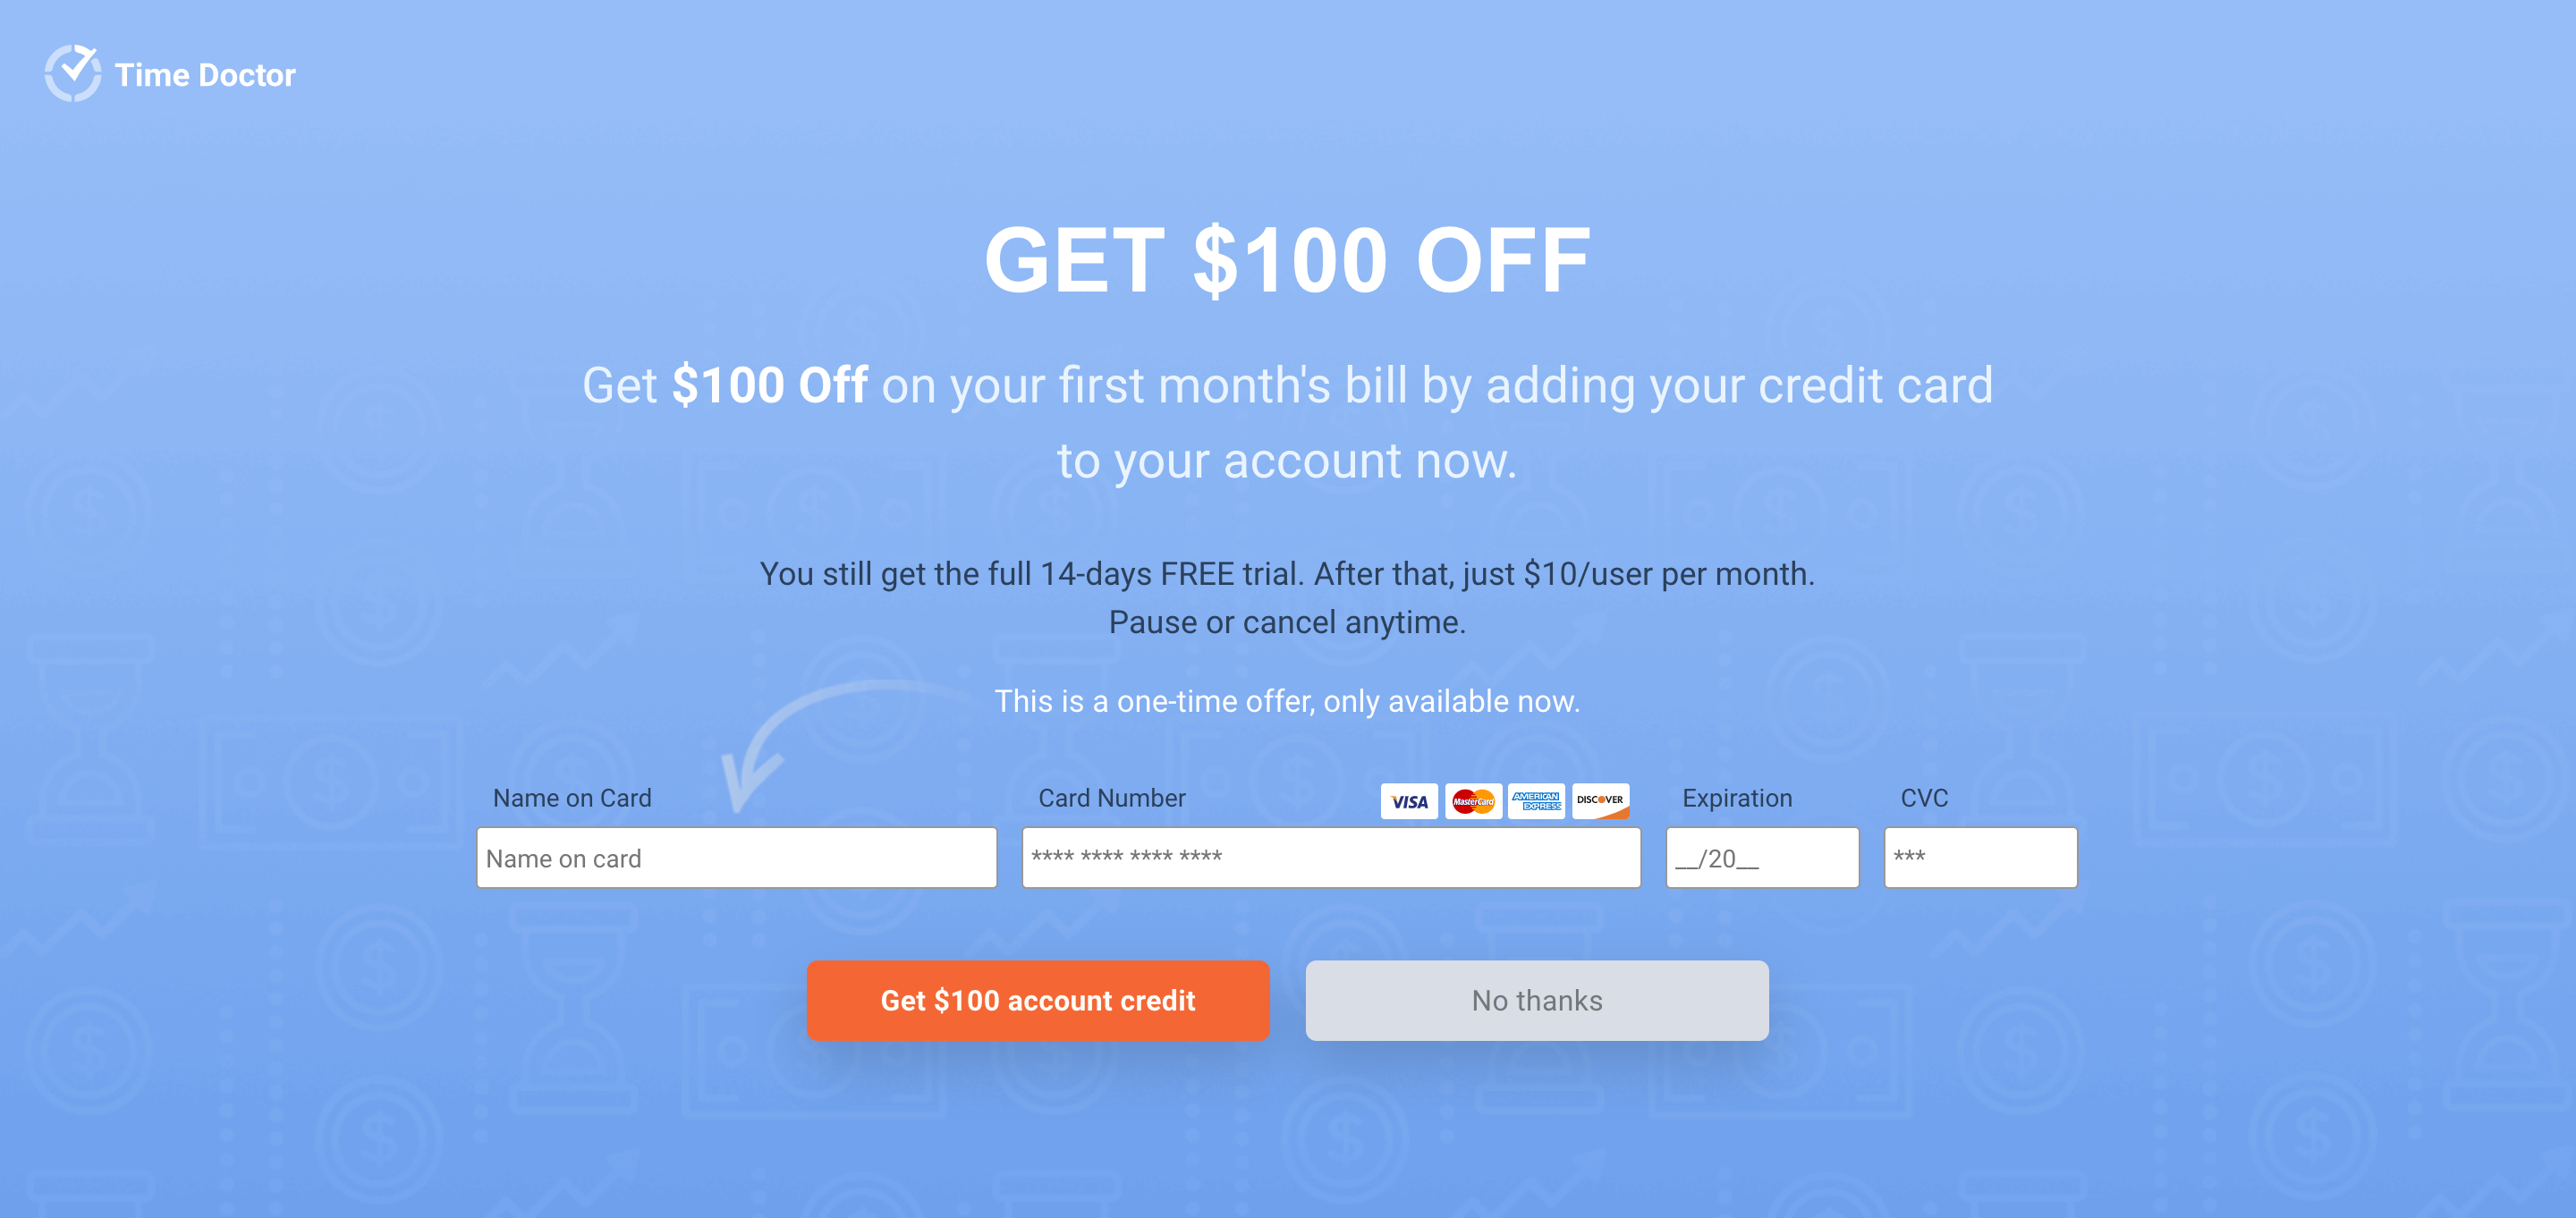 Time Doctor
GET $100 OFF
Get $100 Off on your first month's bill by adding your credit card
to your account now.
You still get the full 14-days FREE trial. After that, just $10/user per month.
Pause or cancel anytime.
This is a one-time offer, only available now.
Name on Card
Card Number
VISA MasterCard AMERICAN EXPRESS DISCOVER
Expiration
CVC
Name on card
**** **** **** ****
__/20__
***
Get $100 account credit
No thanks